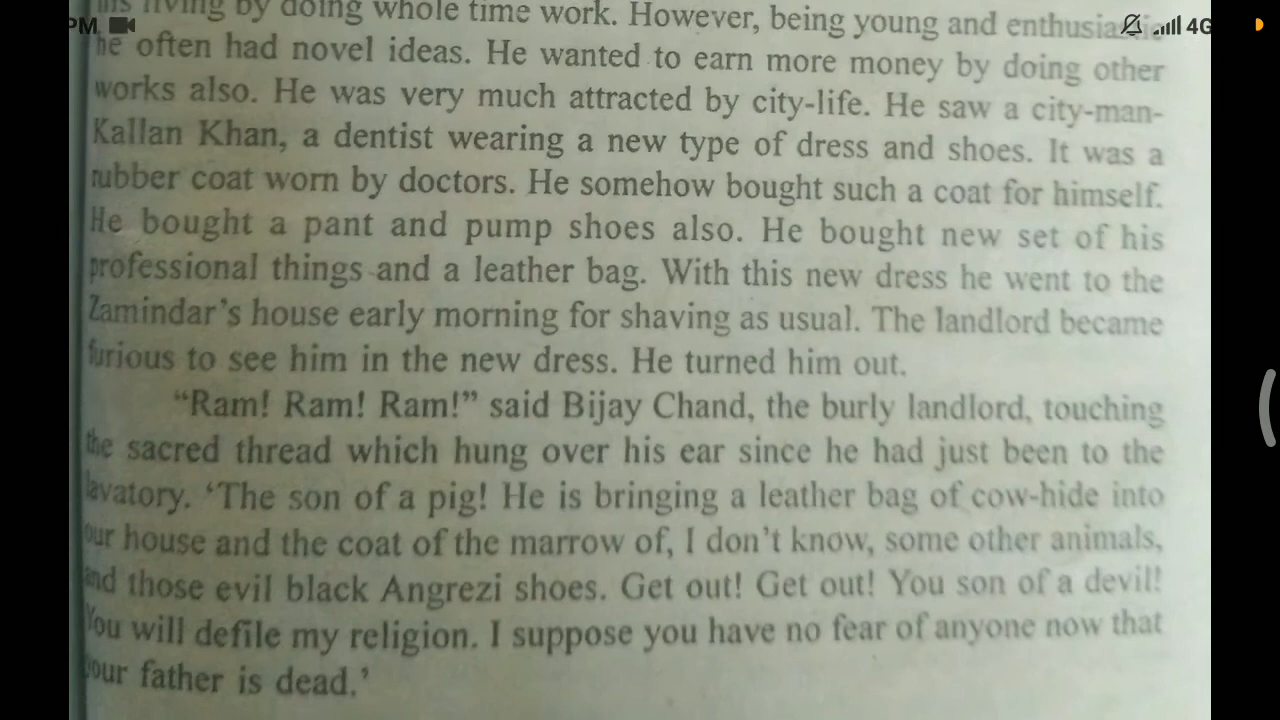 his living by doing whole time work. However, being young and enthusiastic
PM 4G
he often had novel ideas. He wanted to earn more money by doing other
works also. He was very much attracted by city-life. He saw a city-man-
Kallan Khan, a dentist wearing a new type of dress and shoes. It was a
rubber coat worn by doctors. He somehow bought such a coat for himself.
He bought a pant and pump shoes also. He bought new set of his
professional things and a leather bag. With this new dress he went to the
Zamindar's house early morning for shaving as usual. The landlord became
furious to see him in the new dress. He turned him out.
"Ram! Ram! Ram!" said Bijay Chand, the burly landlord, touching
the sacred thread which hung over his ear since he had just been to the
lavatory. 'The son of a pig! He is bringing a leather bag of cow-hide into
our house and the coat of the marrow of, I don't know, some other animals,
and those evil black Angrezi shoes. Get out! Get out! You son of a devil!
You will defile my religion. I suppose you have no fear of anyone now that
your father is dead.'